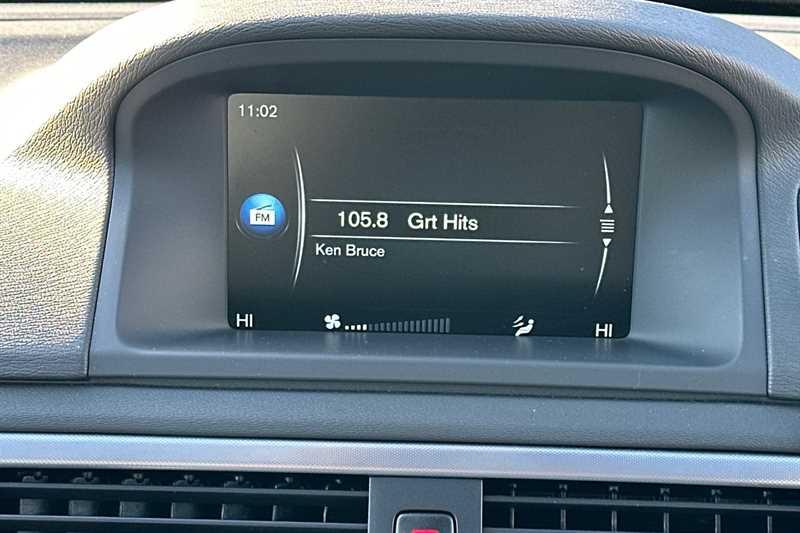 11:02
FM
105.8 Grt Hits
Ken Bruce
HI HI